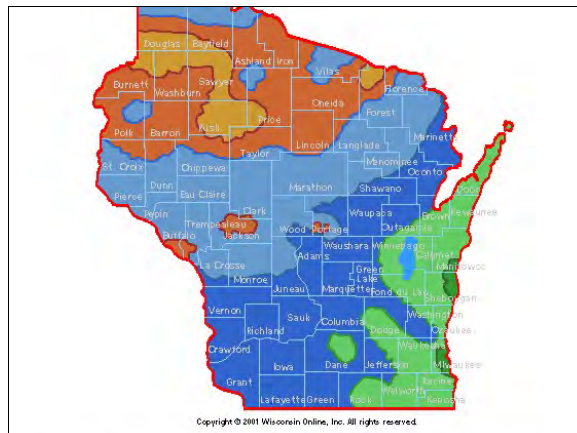 Douglas Bayfield
Ashland Iron
Vilas
Burnett Washburn Sawyer
Florence
Oneida Forest
Price
Polk Barron Rusk
Lincoln Langlade Marinette
Taylor
St. Croix Chippewa
Menominee
Oconto
Dunn
Marathon
Pierce Eau Claire Shawano
Door
Pepin Clark
Waupaca Brown Kewaunee
Trempealeau Wood Portage
Outagamie
Buffalo Jackson
Adams Waushara Winnebago
Calumet
La Crosse
Manitowoc
Monroe Green
Lake
Juneau Marquette Fond du Lac
Sheboygan
Vernon
Sauk Columbia
Washington
Richland Dodge Ozaukee
Crawford
Waukesha
Iowa Dane Jefferson Milwaukee
Grant
Racine
Lafayette Green Rock Walworth
Kenosha
Copyright © 2001 Wisconsin Online, Inc. All rights reserved.